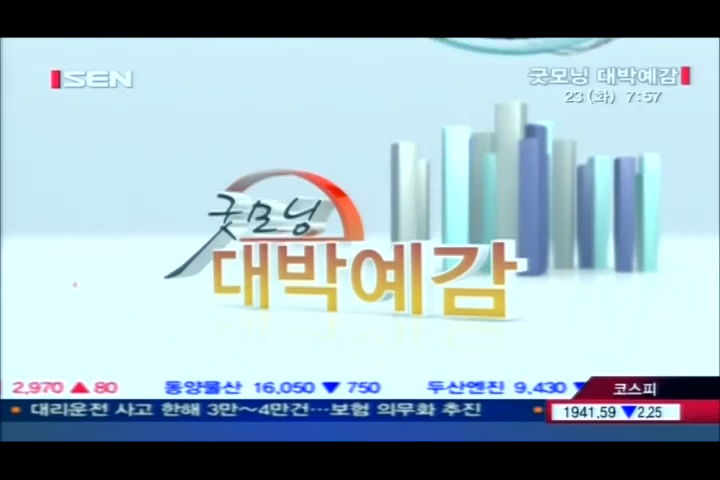 SEN
굿모닝 대박예감
23 (화) 7:57
굿모닝
대박예감
2,970 ▲ 80 동양물산 16,050 ▼ 750 두산엔진 9,430 ▼
코스피
대리운전 사고 한해 3만~4만건…보험 의무화 추진
1941.59 ▼2.25